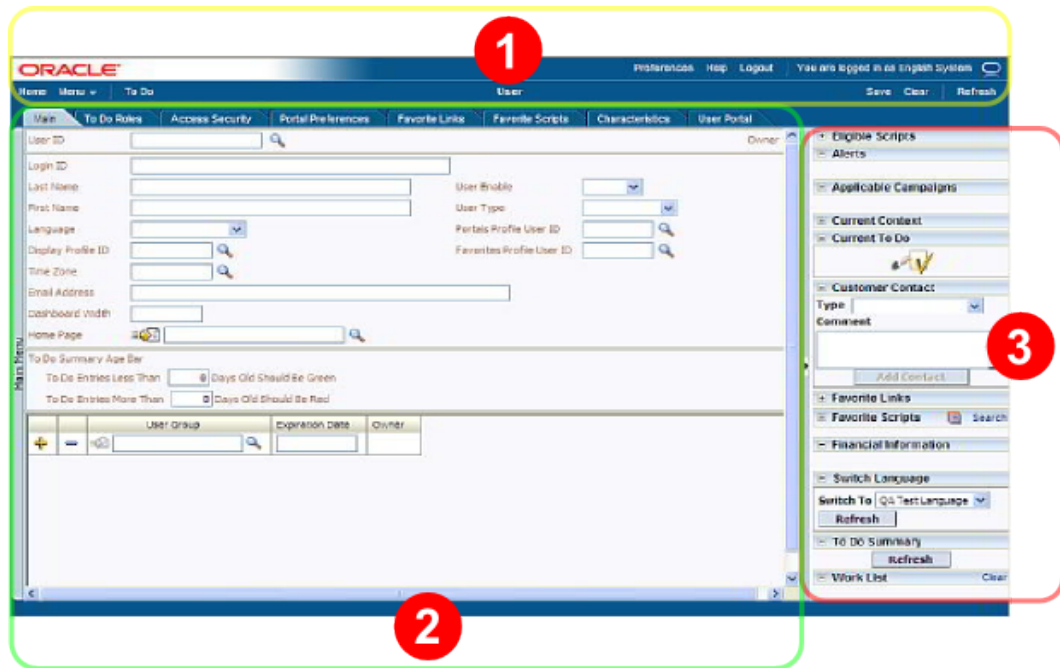 1
ORACLE
Preferences Help Logout You are logged in as English System
Home Menu To Do User Save Clear Refresh
Main To Do Roles Access Security Portal Preferences Favorite Links Favorite Scripts Characteristics User Portal
User ID Owner
Login ID
Last Name User Enable
First Name User Type
Language Portals Profile User ID
Display Profile ID Favorites Profile User ID
Time Zone
Email Address
Dashboard Width
Home Page
Main Menu
To Do Summary Age Bar
To Do Entries Less Than 0 Days Old Should Be Green
To Do Entries More Than 0 Days Old Should Be Red
User Group Expiration Date Owner
2
Eligible Scripts
Alerts
Applicable Campaigns
Current Context
Current To Do
Customer Contact
Type
Comment
3
Add Contact
Favorite Links
Favorite Scripts Search
Financial Information
Switch Language
Switch To QA Test Language
Refresh
To Do Summary
Refresh
Work List Clear